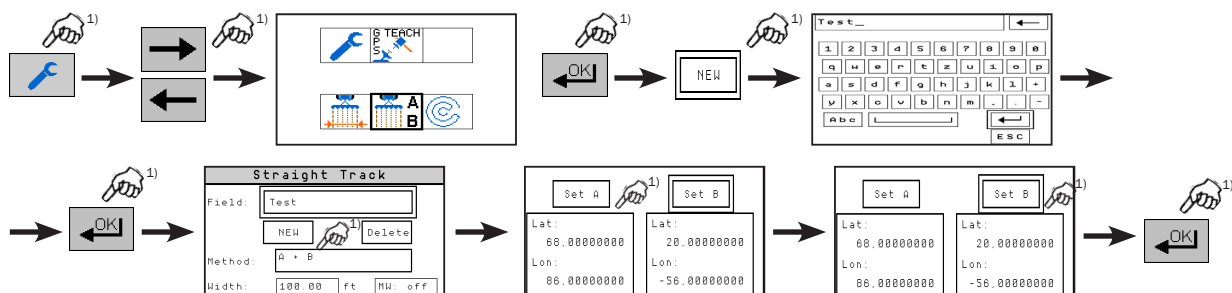 1)
1)
G TEACH
P
S
A
B
1)
OK
NEW
1)
Test_
1 2 3 4 5 6 7 8 9 0
q w e r t z u i o p
a s d f g h j k l +
y x c v b n m , . -
Abc
ESC
1)
OK
Straight Track
Field: Test
NEW 1) Delete
Method: A + B
Width: 100.00 ft MW: off
Set A 1) Set B
Lat: Lat:
68,00000000 20,00000000
Lon: Lon:
86,00000000 -56,00000000
Set A Set B 1)
Lat: Lat:
68,00000000 20,00000000
Lon: Lon:
86,00000000 -56,00000000
1)
OK